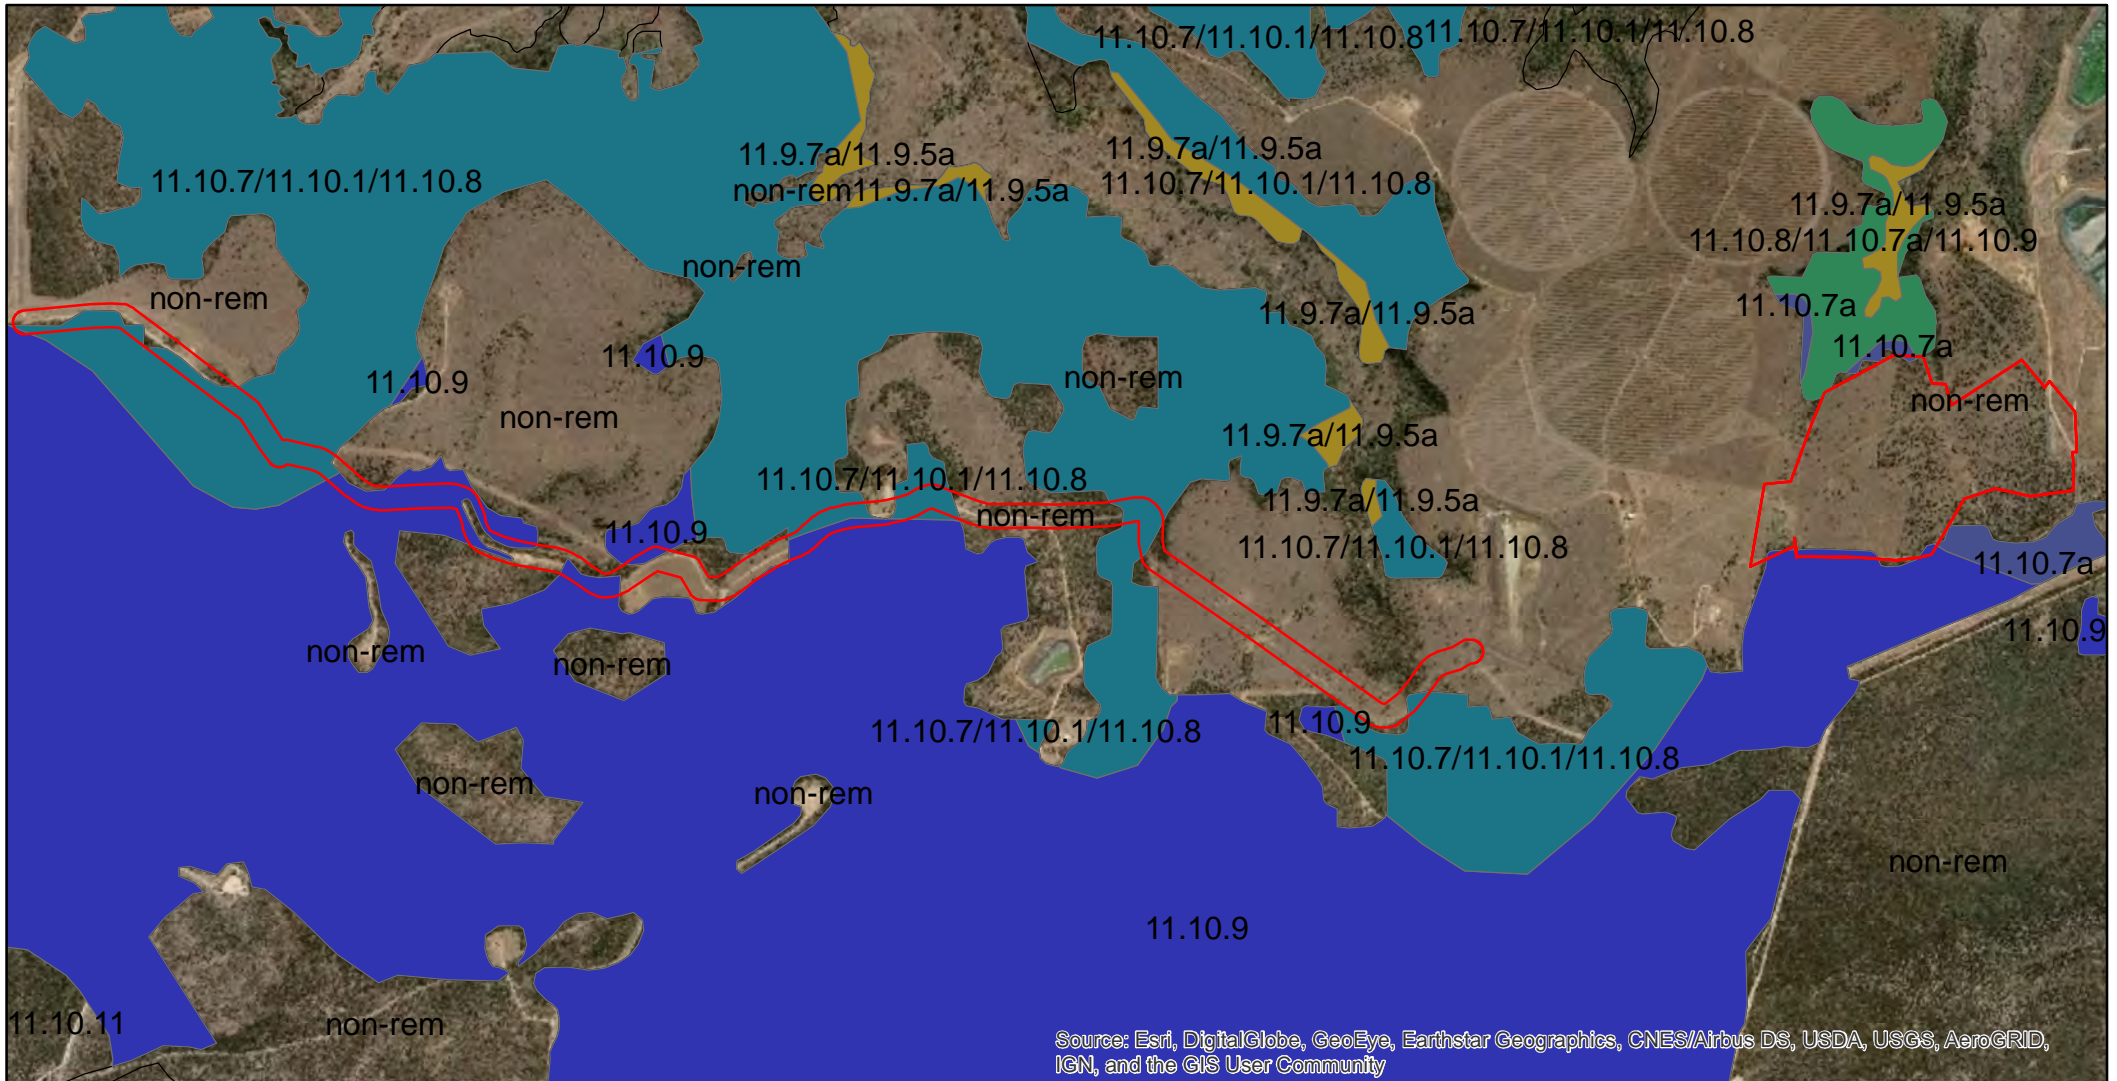 11.10.7/11.10.1/11.10.8
11.10.7/11.10.1/11.10.8
11.9.7a/11.9.5a
11.9.7a/11.9.5a
11.10.7/11.10.1/11.10.8
non-rem
11.9.7a/11.9.5a
11.10.7/11.10.1/11.10.8
11.9.7a/11.9.5a
11.10.8/11.10.7a/11.10.9
non-rem
non-rem
11.10.7a
11.9.7a/11.9.5a
11.10.9
11.10.7a
11.10.9
non-rem
non-rem
non-rem
11.9.7a/11.9.5a
11.10.7/11.10.1/11.10.8
11.9.7a/11.9.5a
non-rem
11.10.9
11.10.7/11.10.1/11.10.8
11.10.7a
11.10.9
non-rem
non-rem
11.10.9
11.10.7/11.10.1/11.10.8
11.10.7/11.10.1/11.10.8
non-rem
non-rem
non-rem
11.10.9
11.10.11
non-rem
Source: Esri, DigitalGlobe, GeoEye, Earthstar Geographics, CNES/Airbus DS, USDA, USGS, AeroGRID,
IGN, and the GIS User Community